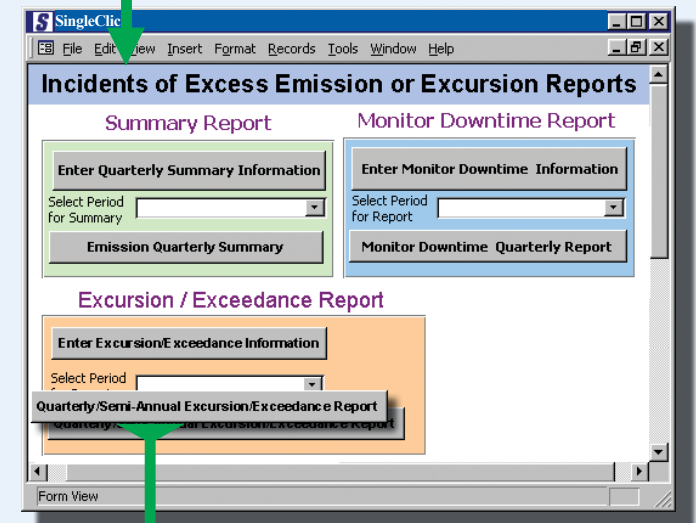 SingleClic
File Edit View Insert Format Records Tools Window Help
Incidents of Excess Emission or Excursion Reports
Summary Report
Enter Quarterly Summary Information
Select Period
for Summary
Emission Quarterly Summary
Monitor Downtime Report
Enter Monitor Downtime Information
Select Period
for Report
Monitor Downtime Quarterly Report
Excursion / Exceedance Report
Enter Excursion/Exceedance Information
Select Period
Quarterly/Semi-Annual Excursion/Exceedance Report
Form View